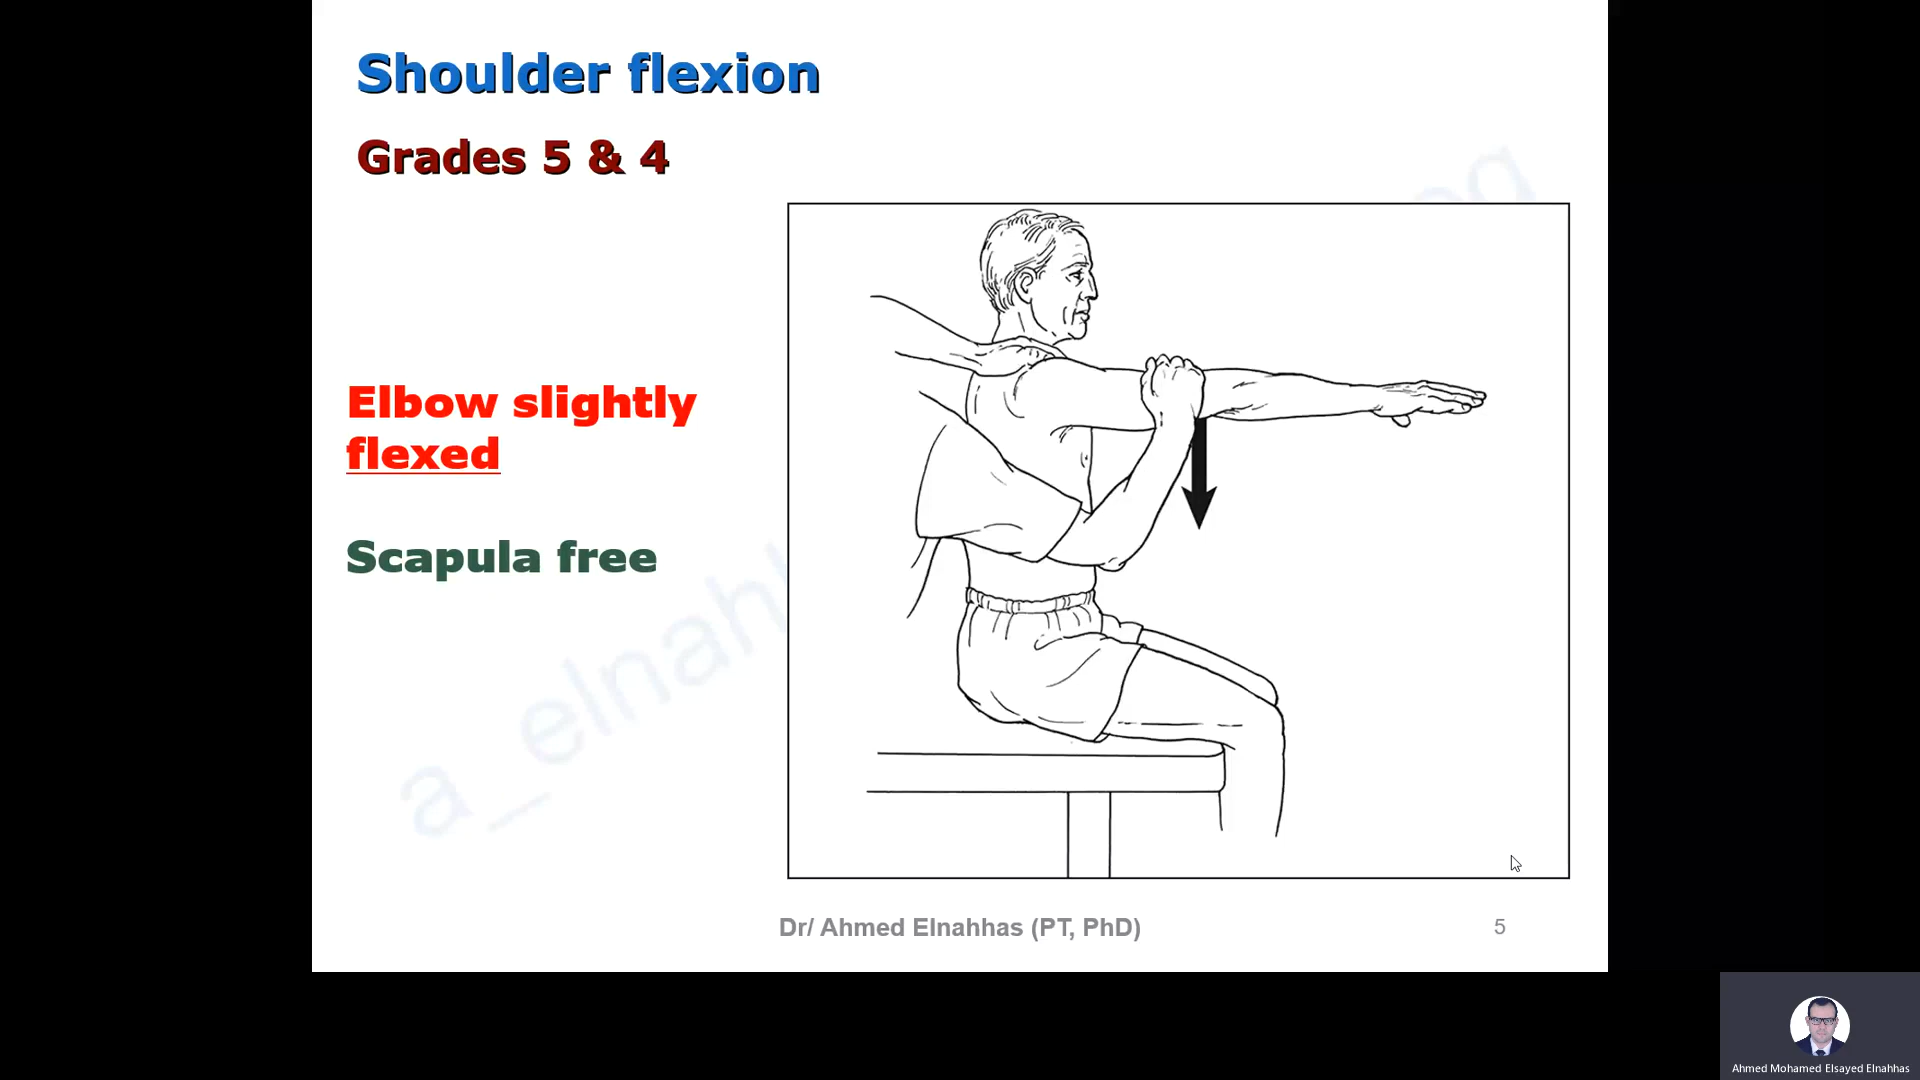 Shoulder flexion
Grades 5 & 4
Elbow slightly
flexed
Scapula free
Dr/ Ahmed Elnahhas (PT, PhD)
5
Ahmed Mohamed Elsayed Elnahhas